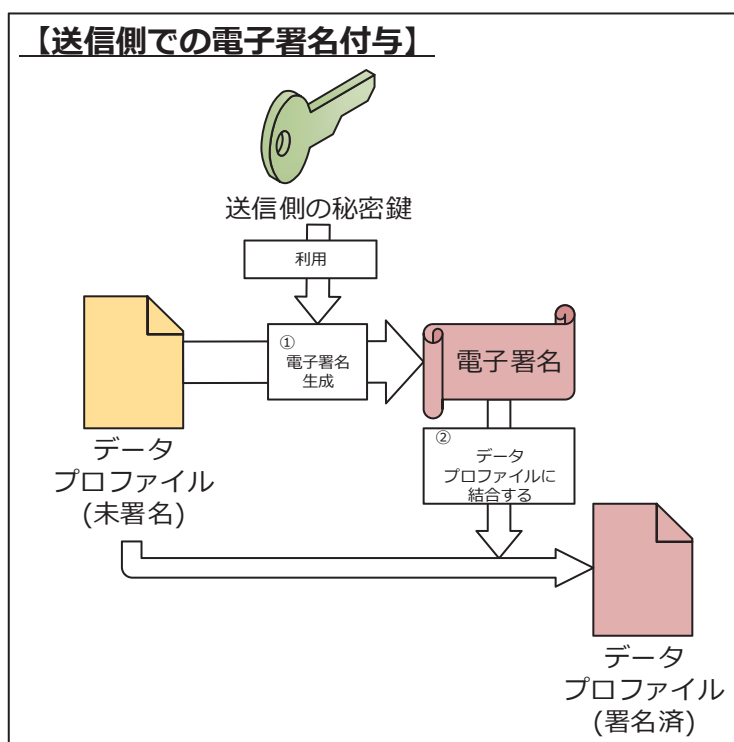 【送信側での電子署名付与】
送信側の秘密鍵
利用
①
電子署名
生成
電子署名
データ
プロファイル
(未署名)
②
データ
プロファイルに
結合する
データ
プロファイル
(署名済)